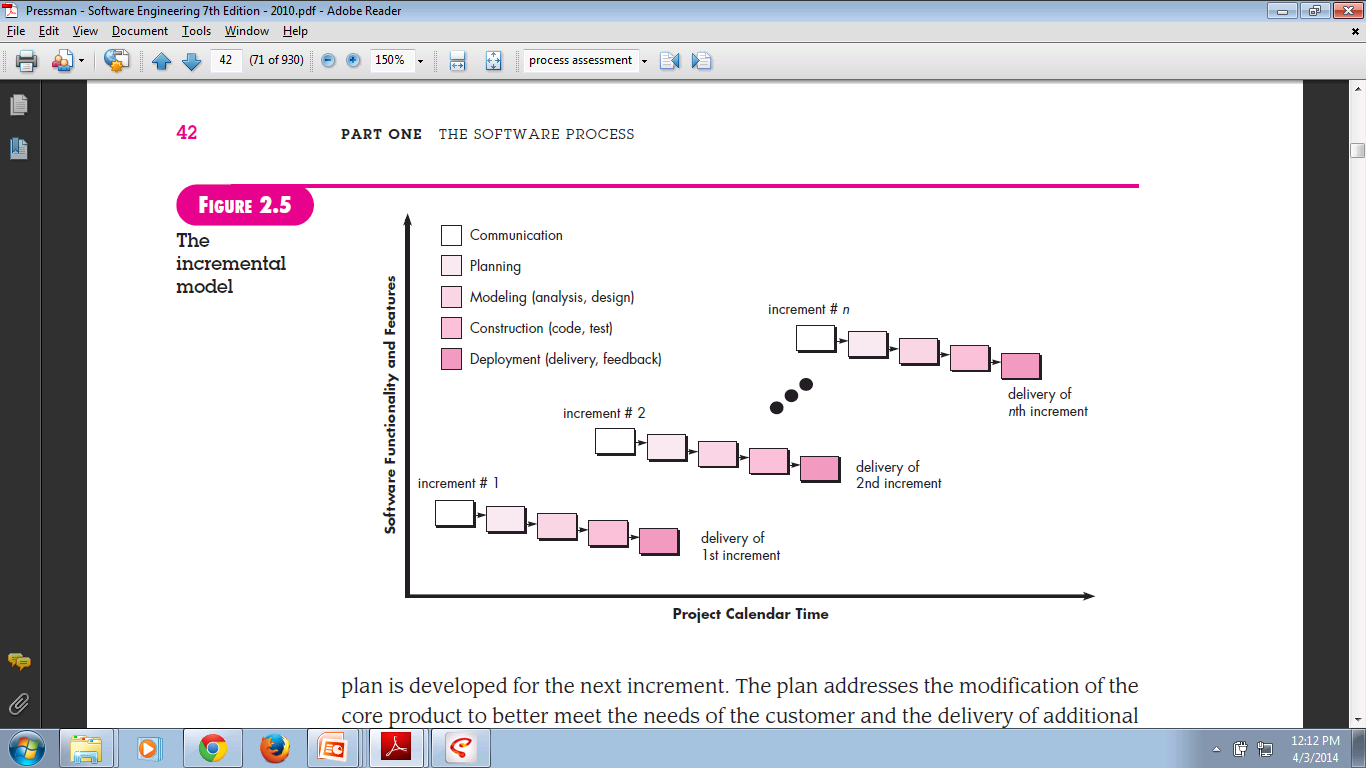 Pressman - Software Engineering 7th Edition - 2010.pdf - Adobe Reader
File Edit View Document Tools Window Help
42 (71 of 930) 150% process assessment
42 PART ONE THE SOFTWARE PROCESS
FIGURE 2.5
The
incremental
model
Software Functionality and Features
Communication
Planning
Modeling (analysis, design)
Construction (code, test)
Deployment (delivery, feedback)
increment # n
delivery of
nth increment
increment # 2
delivery of
2nd increment
increment # 1
delivery of
1st increment
Project Calendar Time
plan is developed for the next increment. The plan addresses the modification of the
core product to better meet the needs of the customer and the delivery of additional
12:12 PM
4/3/2014